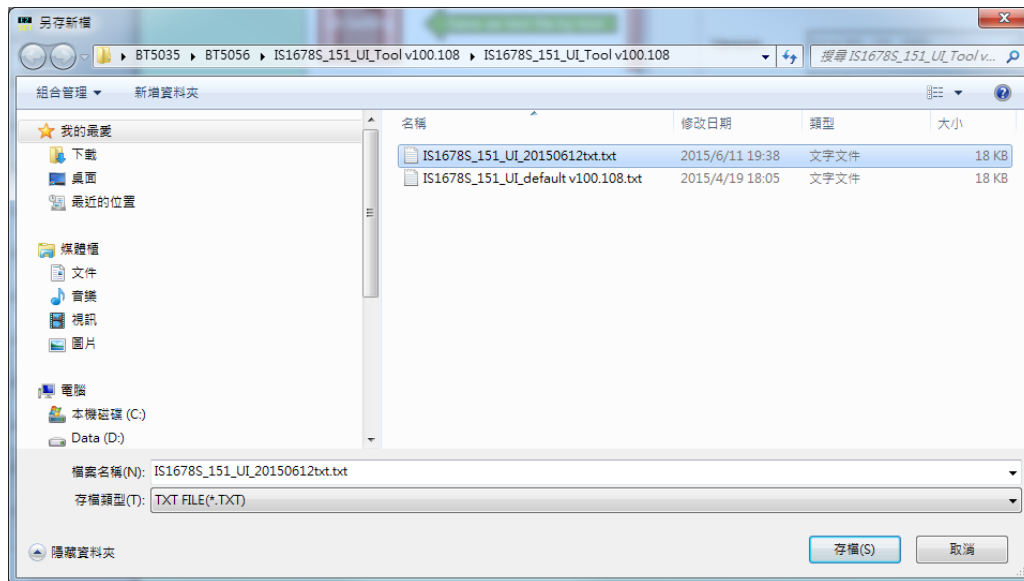 另存新檔
BT5035 BT5056 IS1678S_151_UI_Tool v100.108 IS1678S_151_UI_Tool v100.108 搜尋 IS1678S_151_UI_Tool v...
組合管理 新增資料夾
我的最愛
下載
桌面
最近的位置
媒體櫃
文件
音樂
視訊
圖片
電腦
本機磁碟 (C:)
Data (D:)
名稱 修改日期 類型 大小
IS1678S_151_UI_20150612txt.txt 2015/6/11 19:38 文字文件 18 KB
IS1678S_151_UI_default v100.108.txt 2015/4/19 18:05 文字文件 18 KB
檔案名稱(N): IS1678S_151_UI_20150612txt.txt
存檔類型(T): TXT FILE(*.TXT)
隱藏資料夾 存檔(S) 取消